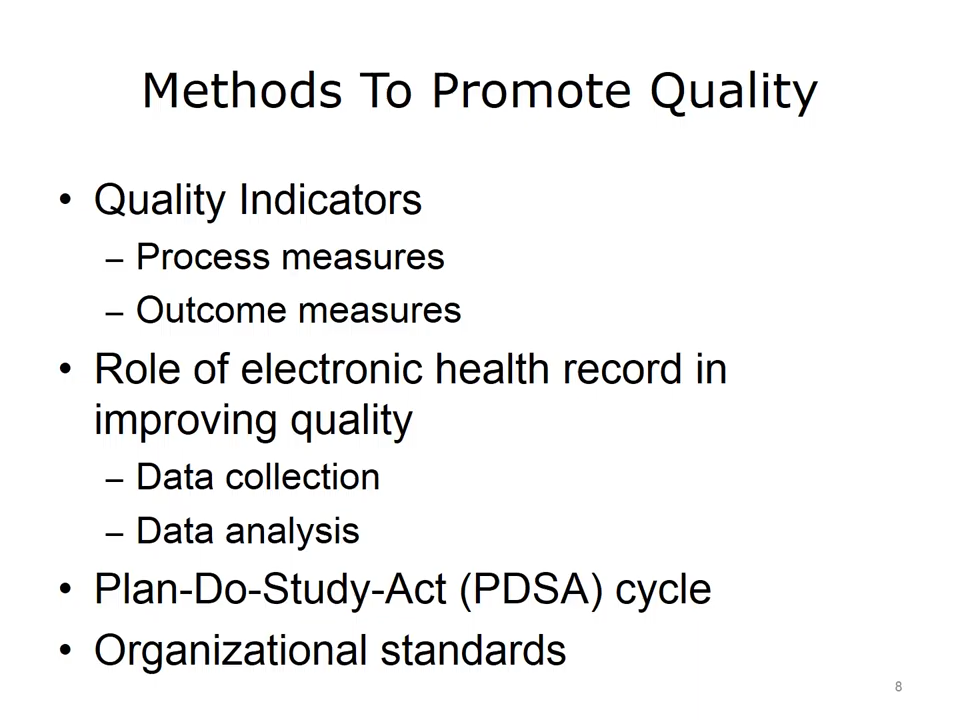 Methods To Promote Quality
• Quality Indicators
– Process measures
– Outcome measures
• Role of electronic health record in
improving quality
– Data collection
– Data analysis
• Plan-Do-Study-Act (PDSA) cycle
• Organizational standards
8